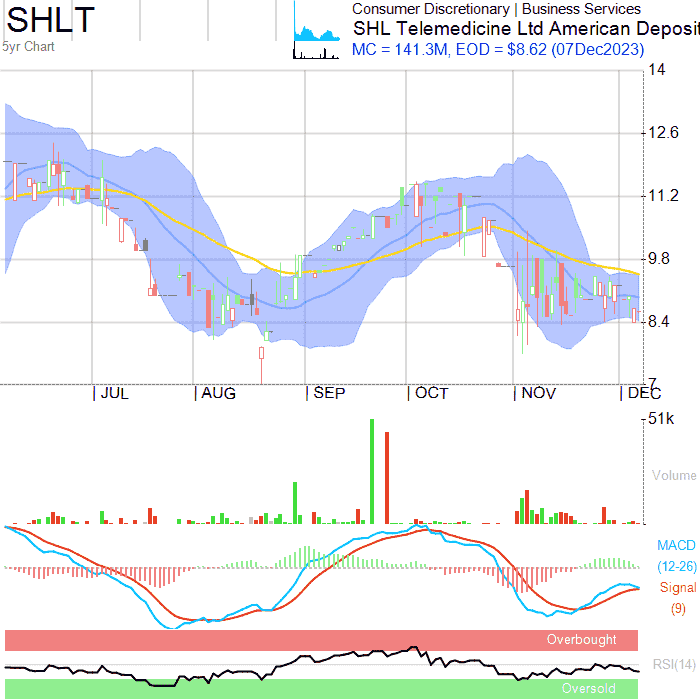 SHLT
5yr Chart
Consumer Discretionary | Business Services
SHL Telemedicine Ltd American Deposit
MC = 141.3M, EOD = $8.62 (07Dec2023)
14
12.6
11.2
9.8
8.4
7
JUL AUG SEP OCT NOV DEC
51k
Volume
MACD
(12-26)
Signal
(9)
Overbought
RSI(14)
Oversold